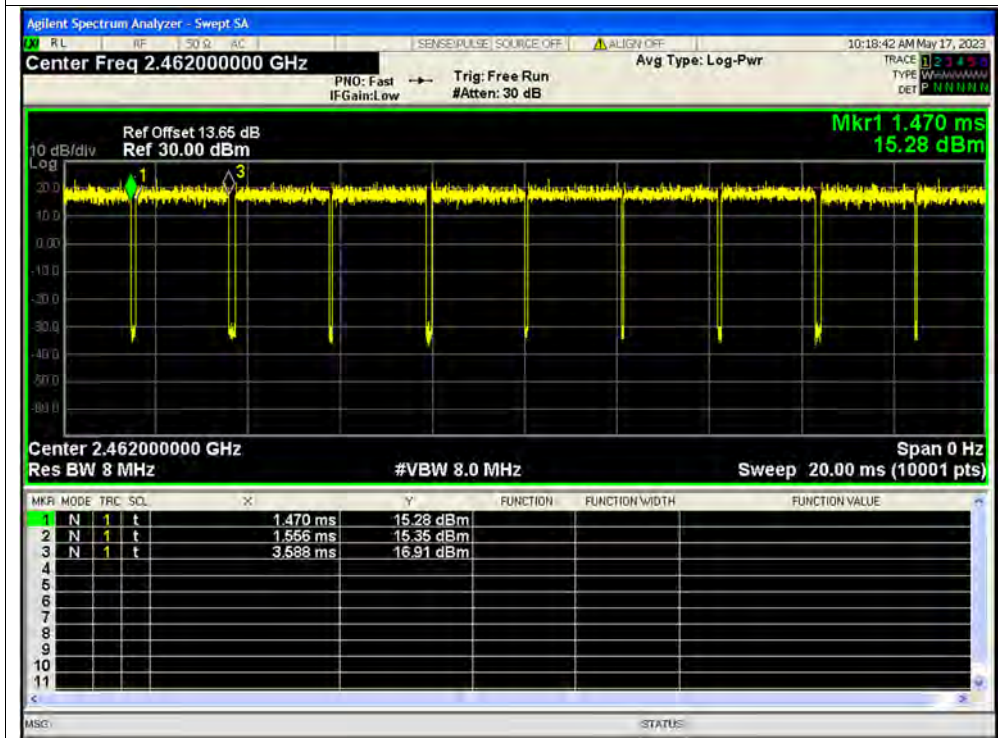 Agilent Spectrum Analyzer - Swept SA
RL RF 50 Ω AC SENSE:PULSE SOURCE OFF ALIGN OFF 10:18:42 AM May 17, 2023
Center Freq 2.462000000 GHz Avg Type: Log-Pwr TRACE 1 2 3 4 5 6
PNO: Fast Trig: Free Run TYPE W
IFGain:Low #Atten: 30 dB DET P N N N N N
Mkr1 1.470 ms
15.28 dBm
Ref Offset 13.65 dB
10 dB/div Ref 30.00 dBm
Log
1
3
20.0
10.0
0.00
-10.0
-20.0
-30.0
-40.0
-50.0
-60.0
Center 2.462000000 GHz Span 0 Hz
Res BW 8 MHz #VBW 8.0 MHz Sweep 20.00 ms (10001 pts)
MKR MODE TRC SCL X Y FUNCTION FUNCTION WIDTH FUNCTION VALUE
1 N 1 t 1.470 ms 15.28 dBm
2 N 1 t 1.556 ms 15.35 dBm
3 N 1 t 3.588 ms 16.91 dBm
4
5
6
7
8
9
10
11
MSG STATUS